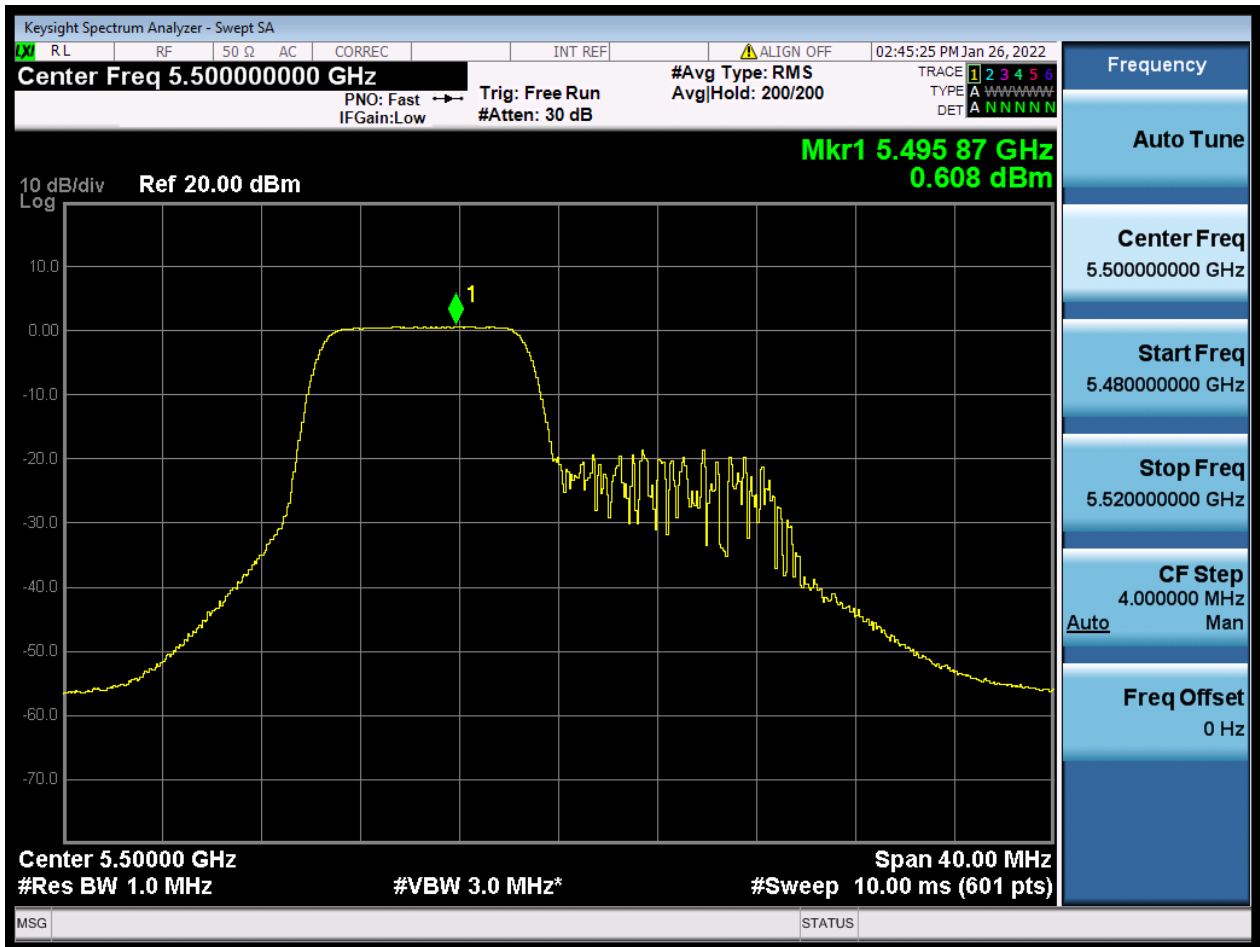 Keysight Spectrum Analyzer - Swept SA
LXI RL RF 50 Ω AC CORREC INT REF ALIGN OFF 02:45:25 PM Jan 26, 2022
Center Freq 5.500000000 GHz
PNO: Fast
IFGain:Low
Trig: Free Run
#Atten: 30 dB
#Avg Type: RMS
Avg|Hold: 200/200
TRACE 1 2 3 4 5 6
TYPE A WWWWW
DET A N N N N N
Mkr1 5.495 87 GHz
0.608 dBm
10 dB/div Ref 20.00 dBm
Log
10.0
0.00
-10.0
-20.0
-30.0
-40.0
-50.0
-60.0
-70.0
1
Center 5.50000 GHz Span 40.00 MHz
#Res BW 1.0 MHz #VBW 3.0 MHz* #Sweep 10.00 ms (601 pts)
MSG STATUS
Frequency
Auto Tune
Center Freq
5.500000000 GHz
Start Freq
5.480000000 GHz
Stop Freq
5.520000000 GHz
CF Step
4.000000 MHz
Auto Man
Freq Offset
0 Hz